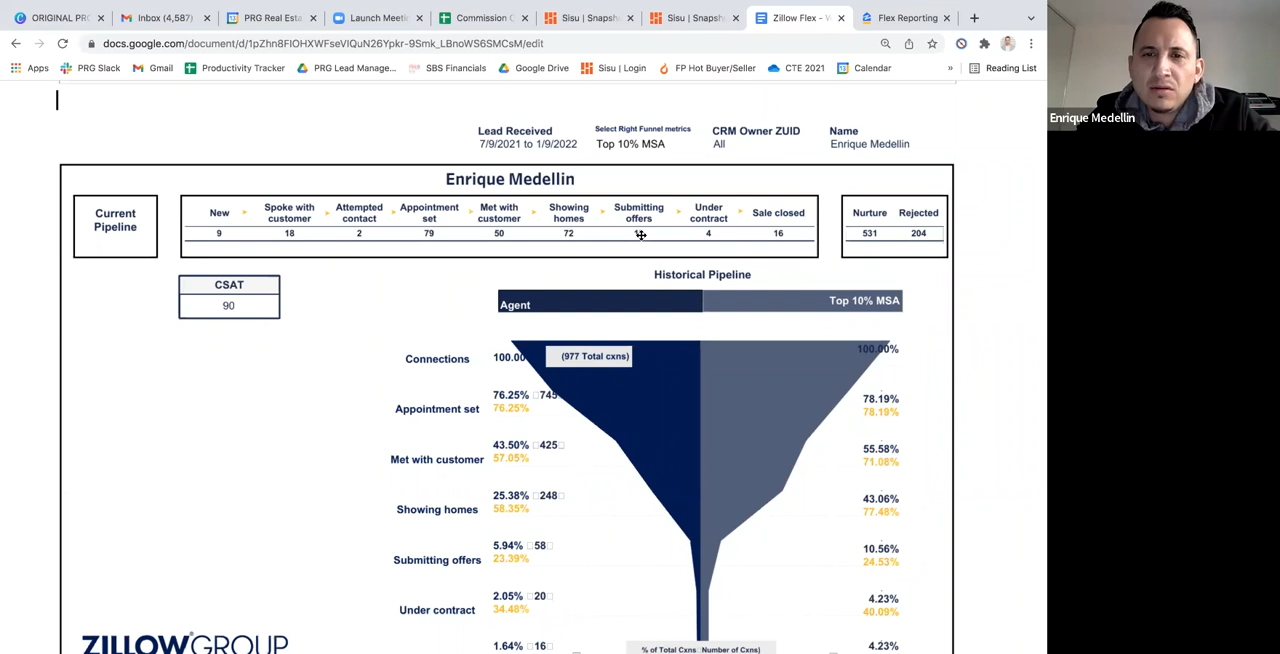 ORIGINAL PRG
Inbox (4,587)
PRG Real Esta
Launch Meetin
Commission C
Sisu | Snapsh
Sisu | Snapsh
Zillow Flex - V
Flex Reporting
docs.google.com/document/d/1pZhn8FIOHXWFseVIQuN26Ypkr-9Smk_LBnoWS6SMCsM/edit
Apps
PRG Slack
Gmail
Productivity Tracker
PRG Lead Manage...
SBS Financials
Google Drive
Sisu | Login
FP Hot Buyer/Seller
CTE 2021
Calendar
»
Reading List
Enrique Medellin
Lead Received
7/9/2021 to 1/9/2022
Select Right Funnel metrics
Top 10% MSA
CRM Owner ZUID
All
Name
Enrique Medellin
Enrique Medellin
Current
Pipeline
New
9
Spoke with
customer
18
Attempted
contact
2
Appointment
set
79
Met with
customer
50
Showing
homes
72
Submitting
offers
Under
contract
4
Sale closed
16
Nurture
531
Rejected
204
CSAT
90
Historical Pipeline
Agent
Top 10% MSA
Connections
100.00
(977 Total cxns)
100.00%
Appointment set
76.25% 745
76.25%
78.19%
78.19%
Met with customer
43.50% 425
57.05%
55.58%
71.08%
Showing homes
25.38% 248
58.35%
43.06%
77.48%
Submitting offers
5.94% 58
23.39%
10.56%
24.53%
Under contract
2.05% 20
34.48%
4.23%
40.09%
1.64% 16
4.23%
% of Total Cxns Number of Cxns)
ZILLOW GROUP